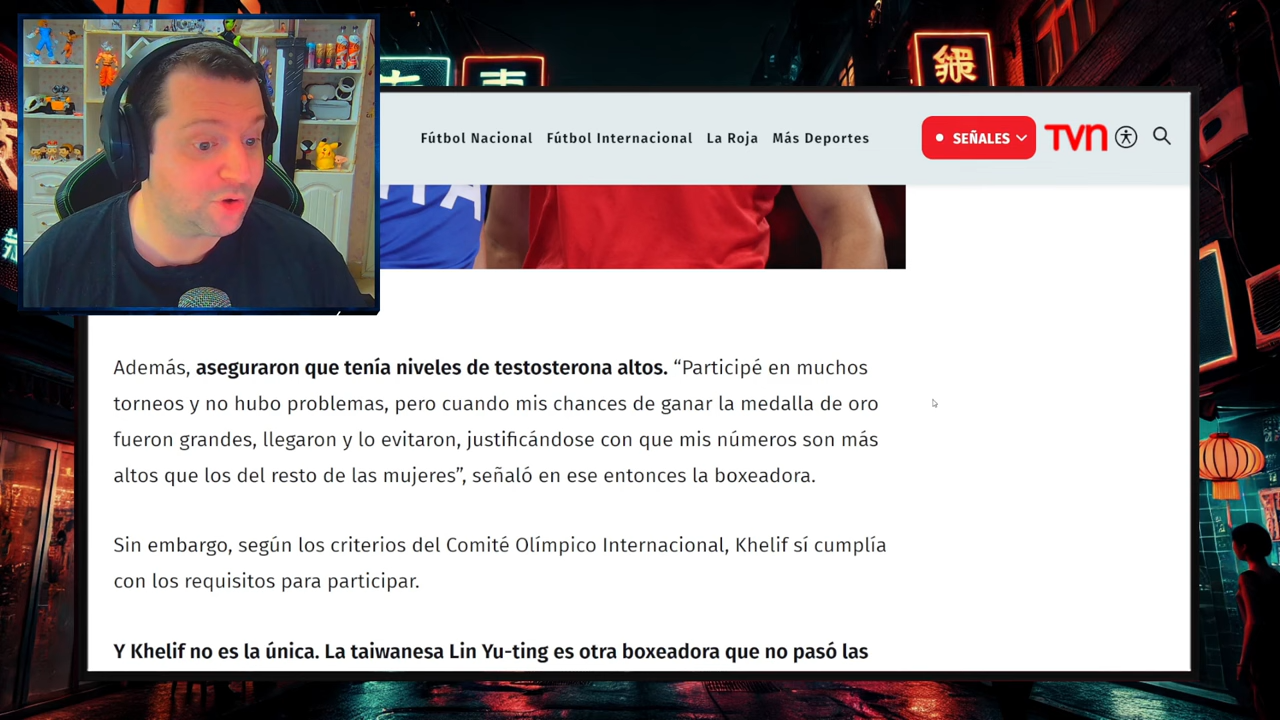 緥
Fútbol Nacional Fútbol Internacional La Roja Más Deportes
SEÑALES
TVN
Además, aseguraron que tenía niveles de testosterona altos. “Participé en muchos
torneos y no hubo problemas, pero cuando mis chances de ganar la medalla de oro
fueron grandes, llegaron y lo evitaron, justificándose con que mis números son más
altos que los del resto de las mujeres”, señaló en ese entonces la boxeadora.
Sin embargo, según los criterios del Comité Olímpico Internacional, Khelif sí cumplía
con los requisitos para participar.
Y Khelif no es la única. La taiwanesa Lin Yu-ting es otra boxeadora que no pasó las